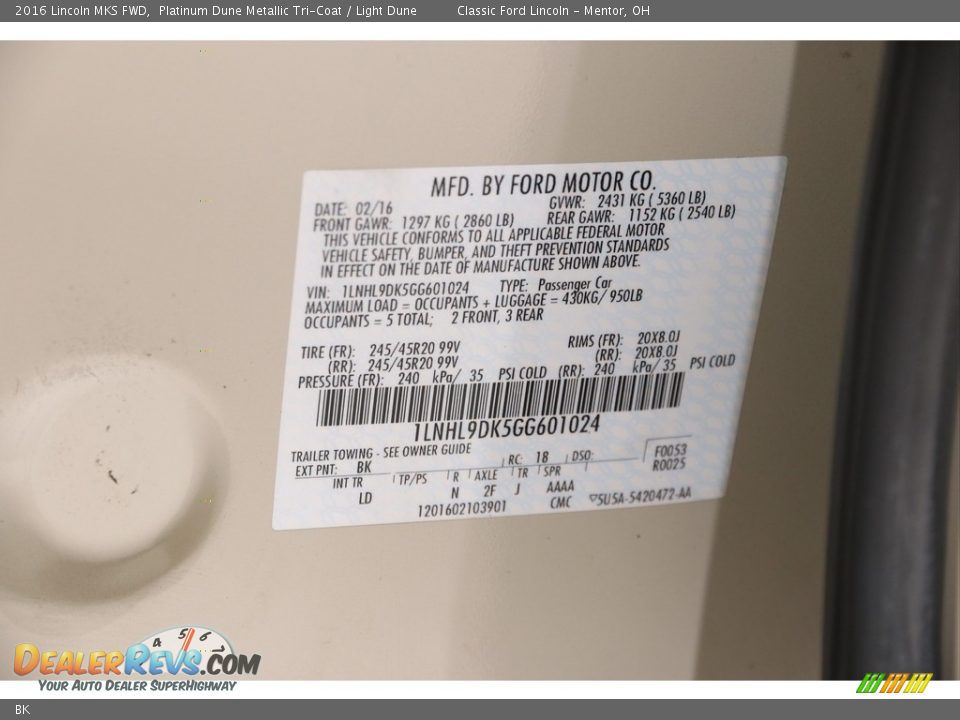 2016 Lincoln MKS FWD, Platinum Dune Metallic Tri-Coat / Light Dune Classic Ford Lincoln - Mentor, OH
MFD. BY FORD MOTOR CO.
DATE: 02/16 GVWR: 2431 KG ( 5360 LB)
FRONT GAWR: 1297 KG ( 2860 LB) REAR GAWR: 1152 KG ( 2540 LB)
THIS VEHICLE CONFORMS TO ALL APPLICABLE FEDERAL MOTOR
VEHICLE SAFETY, BUMPER, AND THEFT PREVENTION STANDARDS
IN EFFECT ON THE DATE OF MANUFACTURE SHOWN ABOVE.
VIN: 1LNHL9DK5GG601024 TYPE: Passenger Car
MAXIMUM LOAD = OCCUPANTS + LUGGAGE = 430KG/ 950LB
OCCUPANTS = 5 TOTAL; 2 FRONT, 3 REAR
TIRE (FR): 245/45R20 99V RIMS (FR): 20X8.0J
(RR): 245/45R20 99V (RR): 20X8.0J
PRESSURE (FR): 240 kPa/ 35 PSI COLD (RR): 240 kPa/ 35 PSI COLD
1LNHL9DK5GG601024
TRAILER TOWING - SEE OWNER GUIDE
EXT PNT: BK RC: 18 DSO: F0053
R0025
INT TR TP/PS R AXLE TR SPR
LD N 2F J AAAA
1201602103901 CMC 5U5A-5420472-AA
4 5 6 7
DEALERREVS.COM
YOUR AUTO DEALER SUPERHIGHWAY
BK